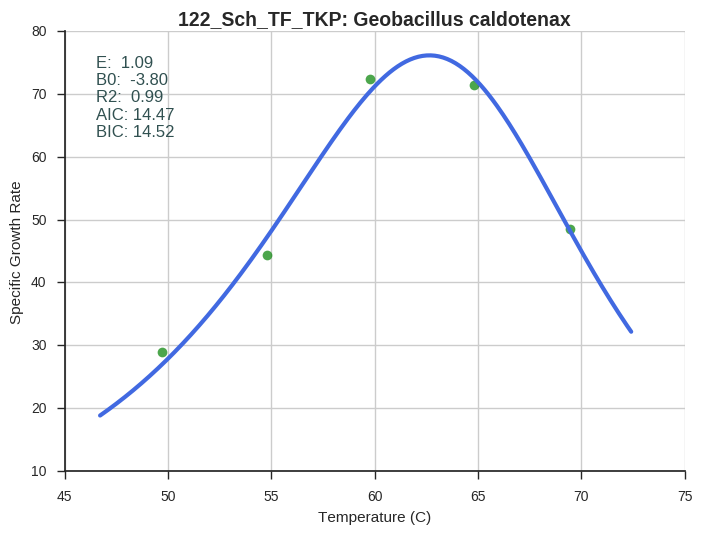 122_Sch_TF_TKP: Geobacillus caldotenax
80
70
60
50
40
30
20
10
E: 1.09
B0: -3.80
R2: 0.99
AIC: 14.47
BIC: 14.52
Specific Growth Rate
45 50 55 60 65 70 75
Temperature (C)